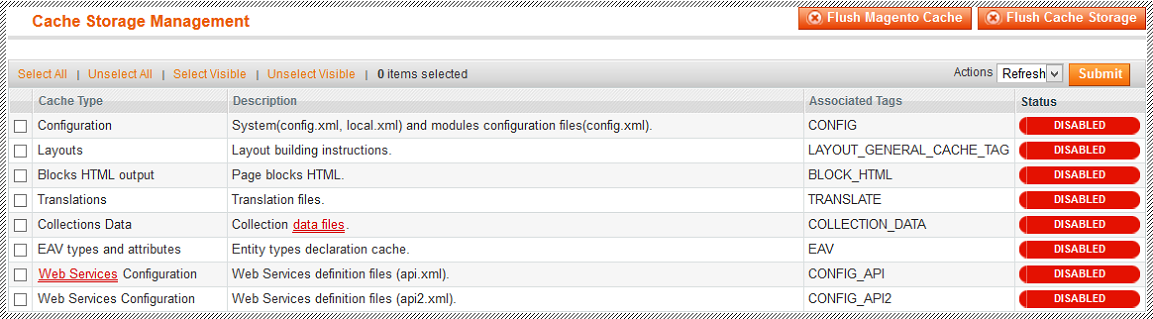 Cache Storage Management Flush Magento Cache Flush Cache Storage
Select All | Unselect All | Select Visible | Unselect Visible | 0 items selected Actions Refresh Submit
Cache Type Description Associated Tags Status
Configuration System(config.xml, local.xml) and modules configuration files(config.xml). CONFIG DISABLED
Layouts Layout building instructions. LAYOUT_GENERAL_CACHE_TAG DISABLED
Blocks HTML output Page blocks HTML. BLOCK_HTML DISABLED
Translations Translation files. TRANSLATE DISABLED
Collections Data Collection data files. COLLECTION_DATA DISABLED
EAV types and attributes Entity types declaration cache. EAV DISABLED
Web Services Configuration Web Services definition files (api.xml). CONFIG_API DISABLED
Web Services Configuration Web Services definition files (api2.xml). CONFIG_API2 DISABLED